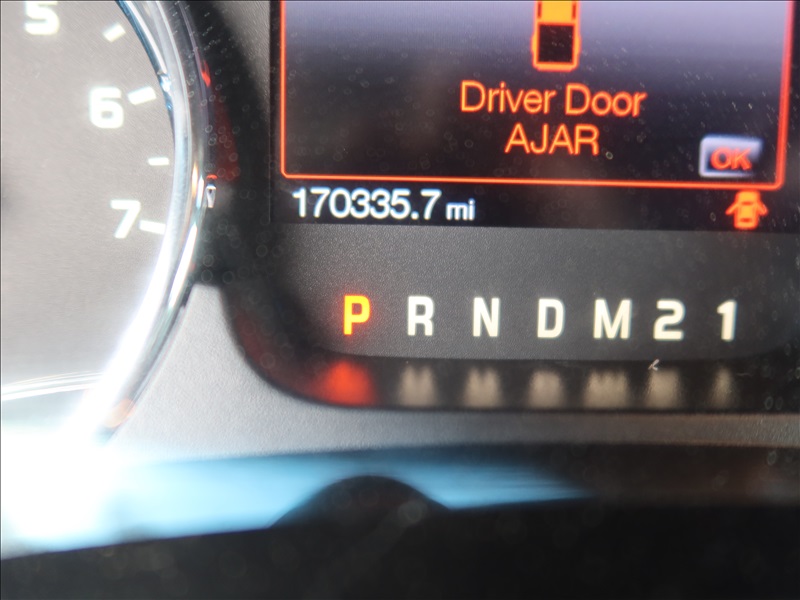 5
6
7
Driver Door
AJAR
OK
170335.7 mi
P R N D M 2 1